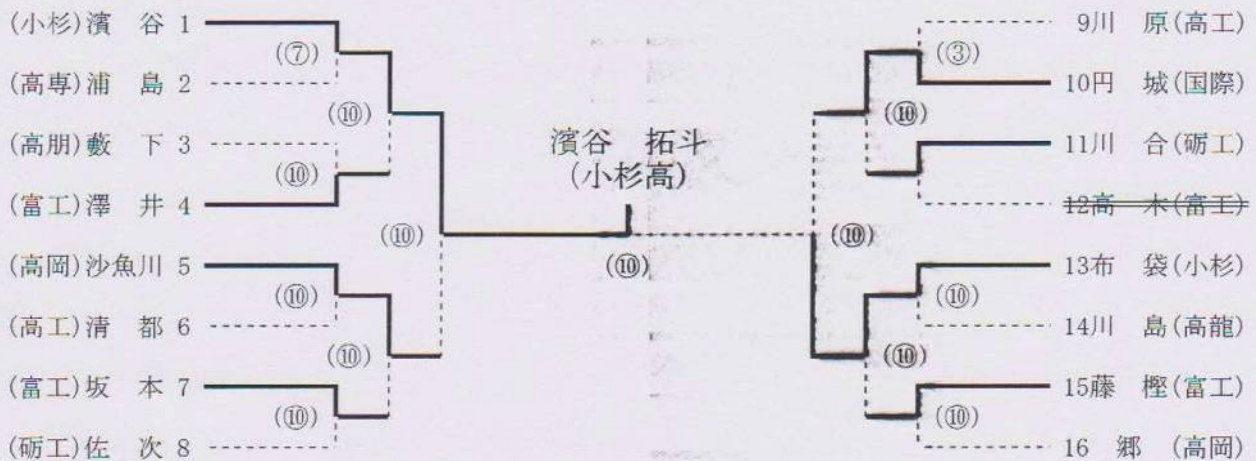 (小杉)濱 谷 1
(⑦)
(高専)浦 島 2
(⑩)
(高朋)藪 下 3
(⑩)
(富工)澤 井 4
(⑩)
(高岡)沙魚川 5
(⑩)
(高工)清 都 6
(⑩)
(富工)坂 本 7
(⑩)
(砺工)佐 次 8
濱谷 拓斗
(小杉高)
(⑩)
9川 原(高工)
(③)
10円 城(国際)
(⑩)
11川 合(砺工)
12高 木(富工)
(⑩)
13布 袋(小杉)
(⑩)
14川 島(高龍)
(⑩)
15藤 樫(富工)
(⑩)
16 郷 (高岡)